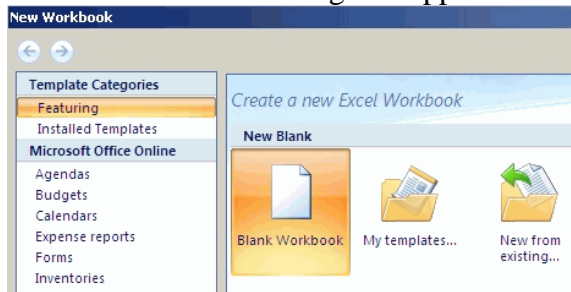 New Workbook
Template Categories
Featuring
Installed Templates
Microsoft Office Online
Agendas
Budgets
Calendars
Expense reports
Forms
Inventories
Create a new Excel Workbook
New Blank
Blank Workbook
My templates...
New from
existing...